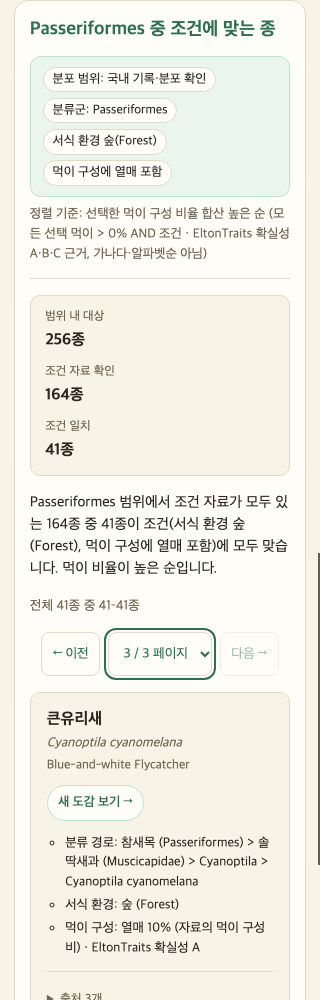 Passeriformes 중 조건에 맞는 종
분포 범위: 국내 기록·분포 확인
분류군: Passeriformes
서식 환경 숲(Forest)
먹이 구성에 열매 포함
정렬 기준: 선택한 먹이 구성 비율 합산 높은 순 (모
든 선택 먹이 > 0% AND 조건 · EltonTraits 확실성
A·B·C 근거, 가나다·알파벳순 아님)
범위 내 대상
256종
조건 자료 확인
164종
조건 일치
41종
Passeriformes 범위에서 조건 자료가 모두 있
는 164종 중 41종이 조건(서식 환경 숲
(Forest), 먹이 구성에 열매 포함)에 모두 맞습
니다. 먹이 비율이 높은 순입니다.
전체 41종 중 41-41종
← 이전
3 / 3 페이지
다음 →
큰유리새
Cyanoptila cyanomelana
Blue-and-white Flycatcher
새 도감 보기 →
분류 경로: 참새목 (Passeriformes) > 솔
딱새과 (Muscicapidae) > Cyanoptila >
Cyanoptila cyanomelana
서식 환경: 숲 (Forest)
먹이 구성: 열매 10% (자료의 먹이 구성
비) · EltonTraits 확실성 A
▶ 출처 3개